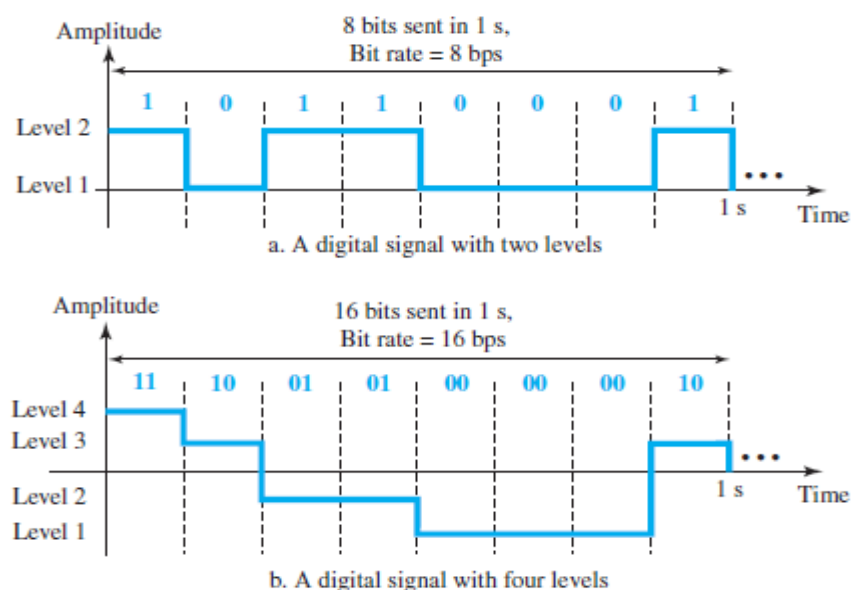 Amplitude
8 bits sent in 1 s,
Bit rate = 8 bps
1 0 1 1 0 0 0 1
Level 2
Level 1
...
1 s
Time
a. A digital signal with two levels
Amplitude
16 bits sent in 1 s,
Bit rate = 16 bps
11 10 01 01 00 00 00 10
Level 4
Level 3
...
Level 2
1 s
Time
Level 1
b. A digital signal with four levels